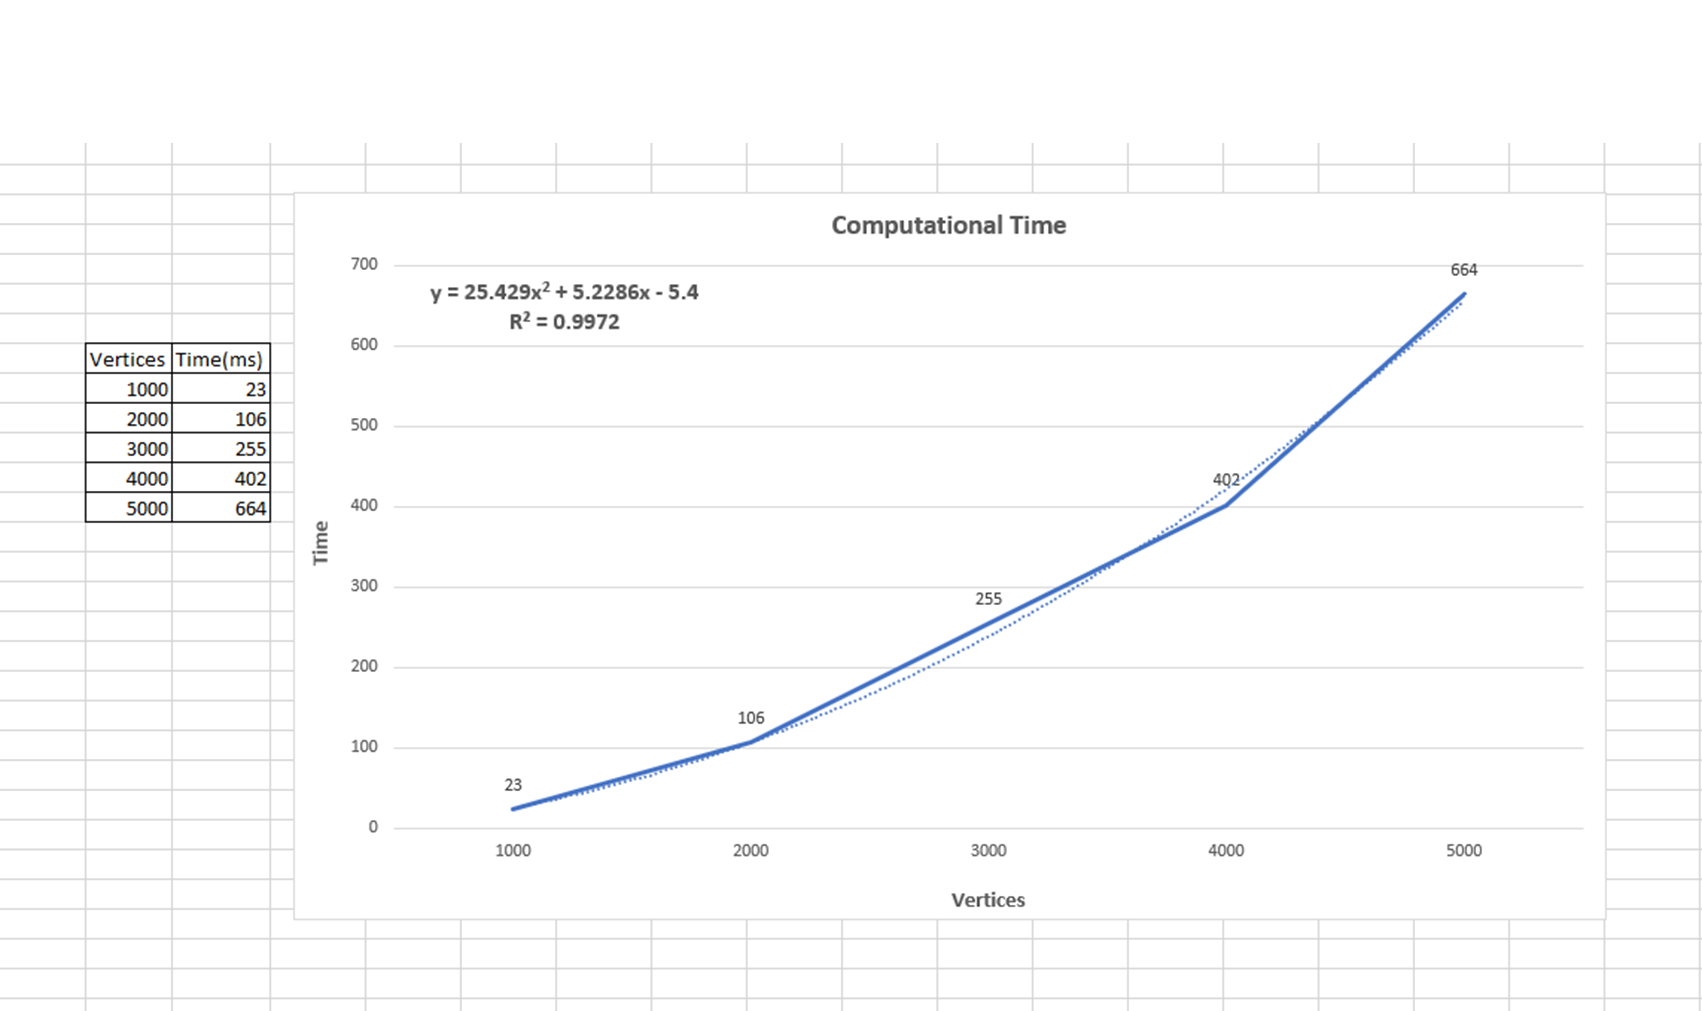 Computational Time
y = 25.429x² + 5.2286x - 5.4
R² = 0.9972
Vertices Time(ms)
1000 23
2000 106
3000 255
4000 402
5000 664
700
600
500
400
300
200
100
0
Time
23
106
255
402
664
1000 2000 3000 4000 5000
Vertices